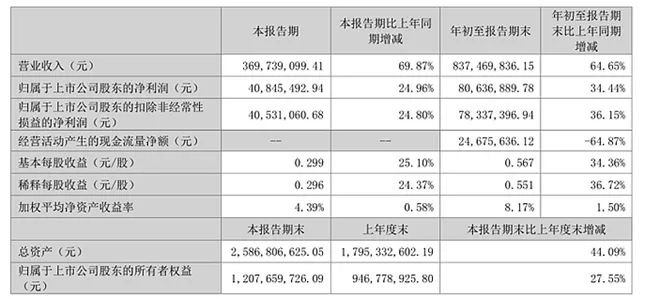 本报告期 本报告期比上年同期增减 年初至报告期末 年初至报告期末比上年同期增减
营业收入（元） 369,739,099.41 69.87% 837,469,836.15 64.65%
归属于上市公司股东的净利润（元） 40,845,492.94 24.96% 80,636,889.78 34.44%
归属于上市公司股东的扣除非经常性损益的净利润（元） 40,531,060.68 24.80% 78,337,396.94 36.15%
经营活动产生的现金流量净额（元） -- -- 24,675,636.12 -64.87%
基本每股收益（元/股） 0.299 25.10% 0.567 34.36%
稀释每股收益（元/股） 0.296 24.37% 0.551 36.72%
加权平均净资产收益率 4.39% 0.58% 8.17% 1.50%
本报告期末 上年度末 本报告期末比上年度末增减
总资产（元） 2,586,806,625.05 1,795,332,602.19 44.09%
归属于上市公司股东的所有者权益（元） 1,207,659,726.09 946,778,925.80 27.55%